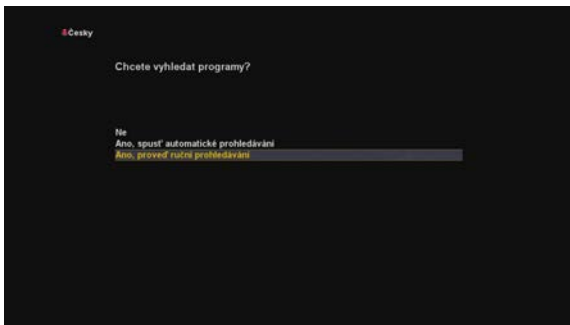 Česky
Chcete vyhledat programy?
Ne
Ano, spusť automatické prohledávání
Ano, proveď ruční prohledávání